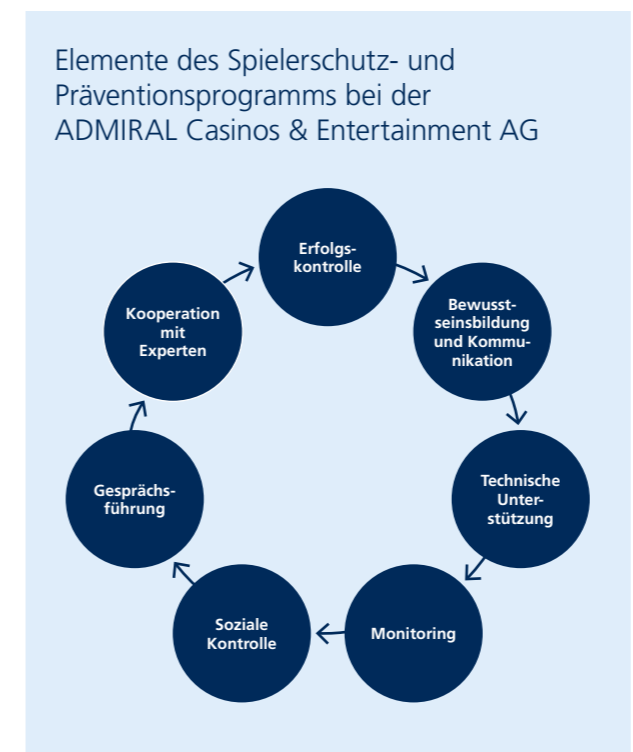 Elemente des Spielerschutz- und
Präventionsprogramms bei der
ADMIRAL Casinos & Entertainment AG
Erfolgs-
kontrolle
Bewusst-
seinsbildung
und Kommu-
nikation
Technische
Unter-
stützung
Monitoring
Soziale
Kontrolle
Gesprächs-
führung
Kooperation
mit
Experten